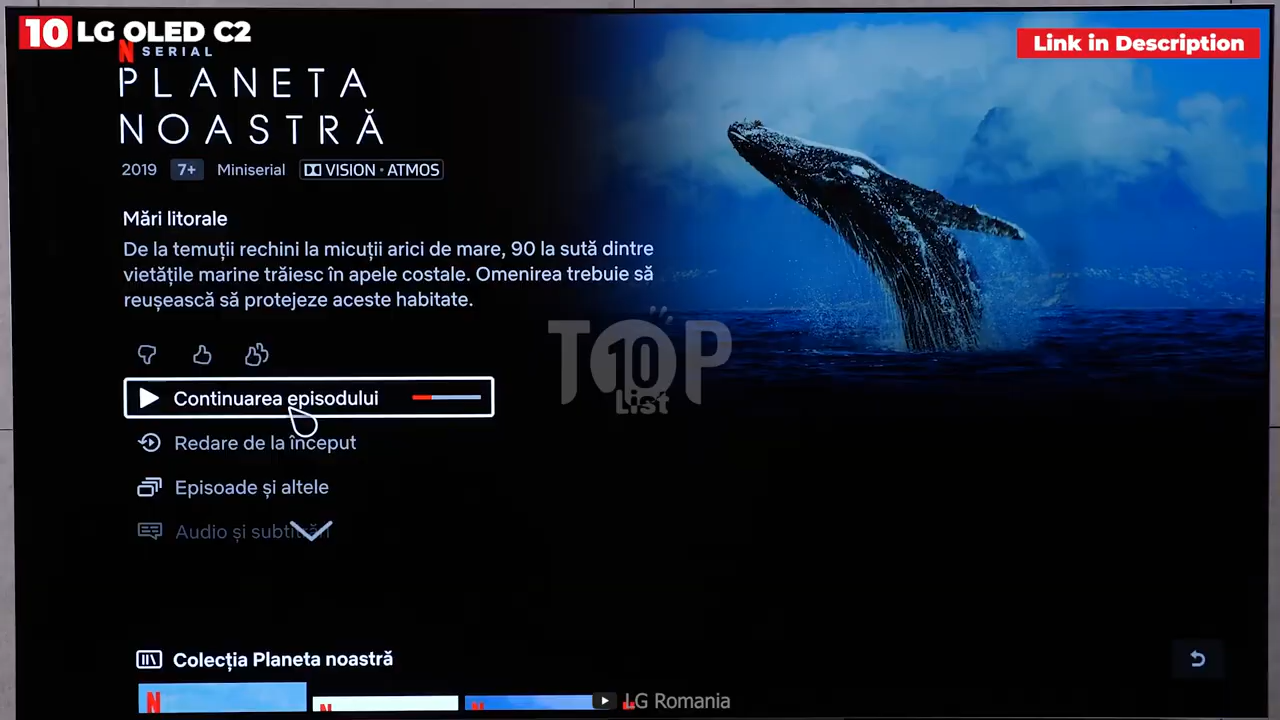 10 LG OLED C2
Link in Description
N SERIAL
PLANETA
NOASTRĂ
2019 7+ Miniserial VISION · ATMOS
Mări litorale
De la temuții rechini la micuții arici de mare, 90 la sută dintre
vietățile marine trăiesc în apele costale. Omenirea trebuie să
reușească să protejeze aceste habitate.
TOP
10
List
Continuarea episodului
Redare de la început
Episoade și altele
Audio și subtitrări
Colecția Planeta noastră
N
N
N
LG Romania